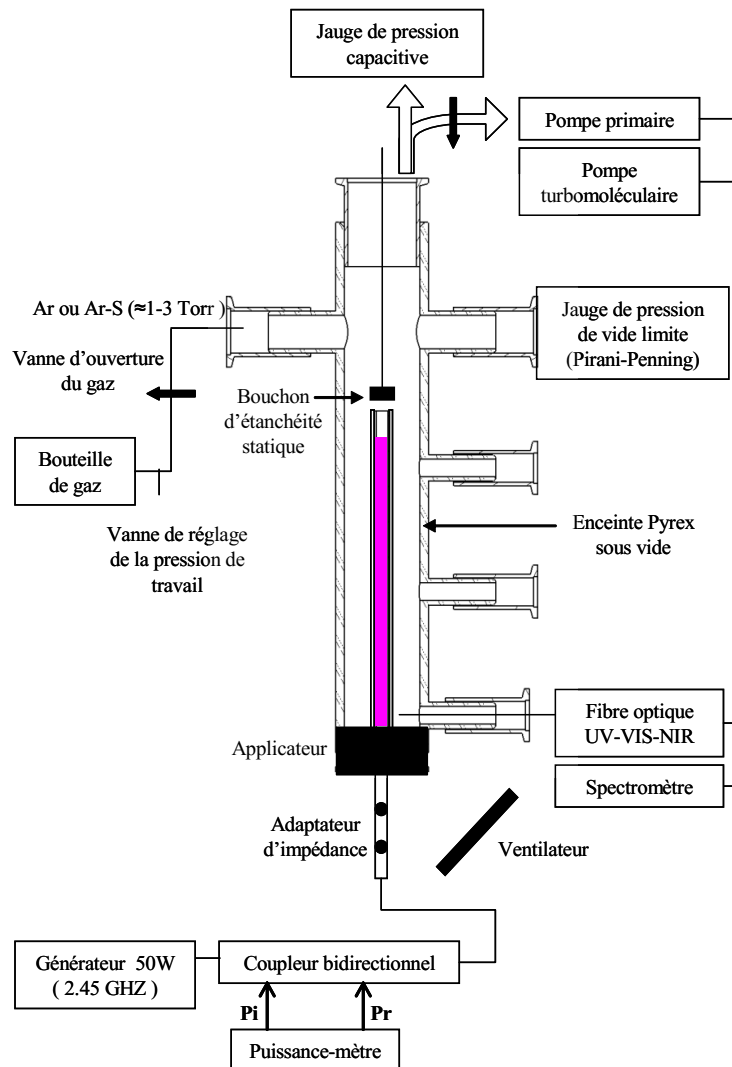 Jauge de pression
capacitive
Pompe primaire
Pompe
turbomoléculaire
Ar ou Ar-S (≈1-3 Torr )
Jauge de pression
de vide limite
(Pirani-Penning)
Vanne d'ouverture
du gaz
Bouchon
d'étanchéité
statique
Bouteille
de gaz
Vanne de réglage
de la pression de
travail
Enceinte Pyrex
sous vide
Fibre optique
UV-VIS-NIR
Applicateur
Spectromètre
Adaptateur
d'impédance
Ventilateur
Générateur 50W
( 2.45 GHZ )
Coupleur bidirectionnel
Pi
Pr
Puissance-mètre